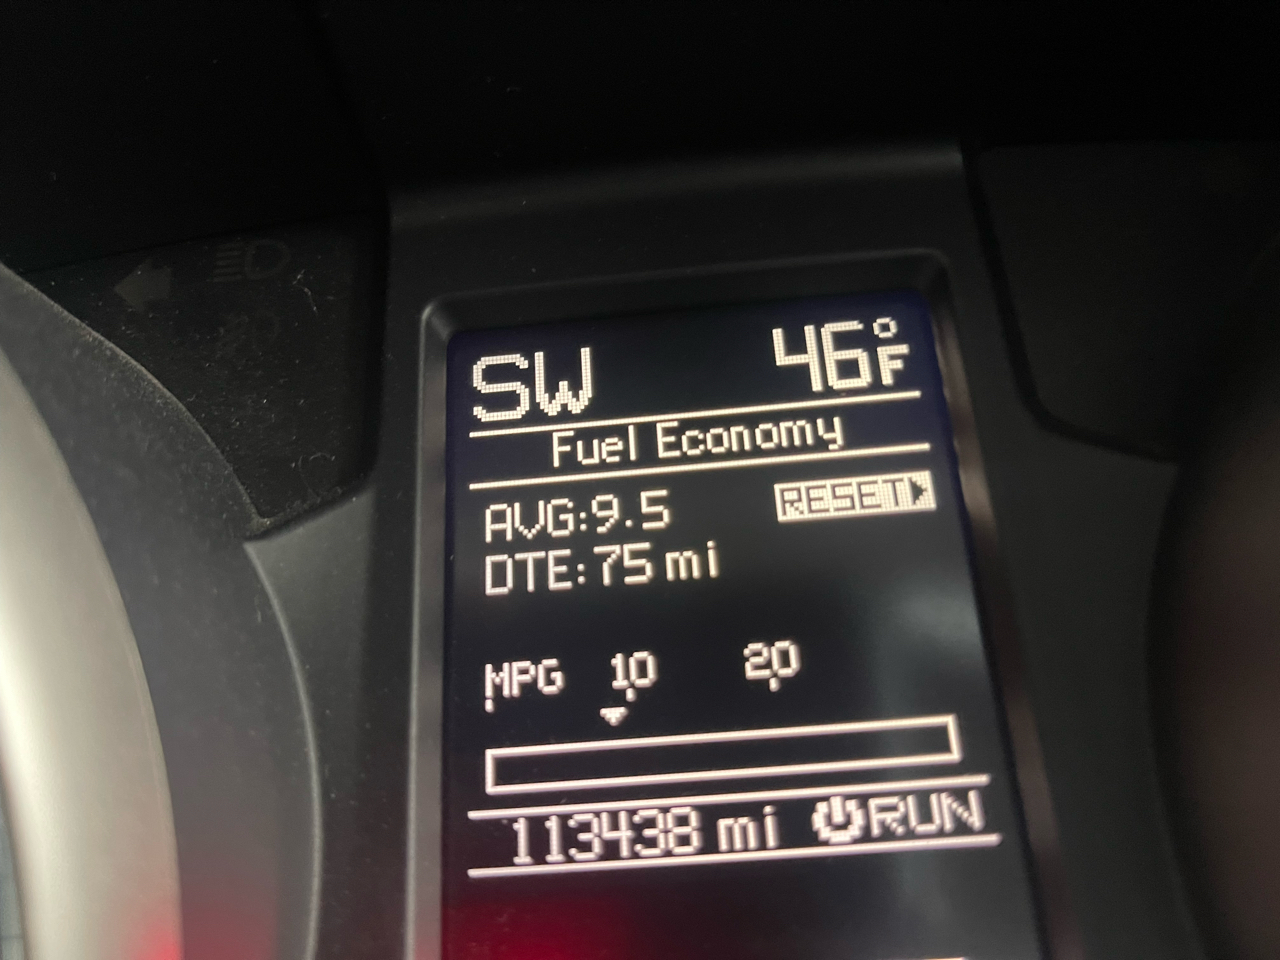 SW 46°F
Fuel Economy
AVG:9.5 RESET
DTE:75 mi
MPG 10 20
113438 mi RUN